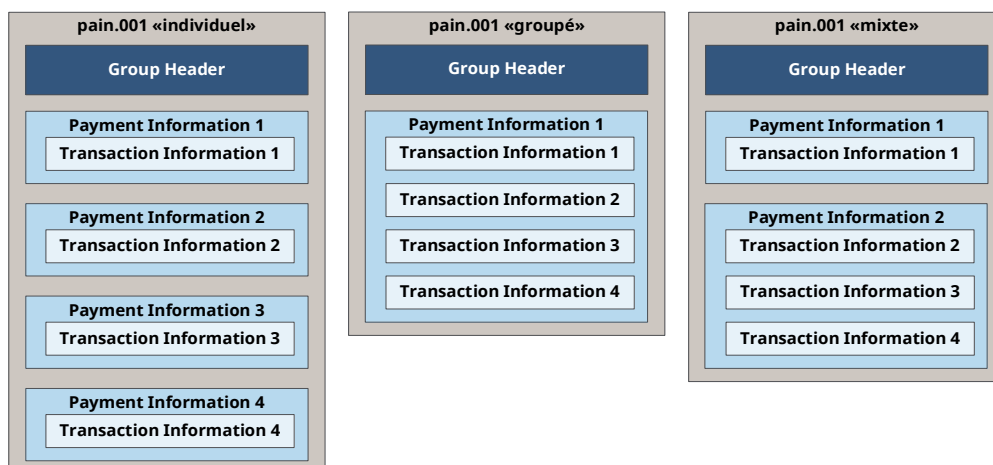 pain.001 «individuel»
Group Header
Payment Information 1
Transaction Information 1
Payment Information 2
Transaction Information 2
Payment Information 3
Transaction Information 3
Payment Information 4
Transaction Information 4
pain.001 «groupé»
Group Header
Payment Information 1
Transaction Information 1
Transaction Information 2
Transaction Information 3
Transaction Information 4
pain.001 «mixte»
Group Header
Payment Information 1
Transaction Information 1
Payment Information 2
Transaction Information 2
Transaction Information 3
Transaction Information 4